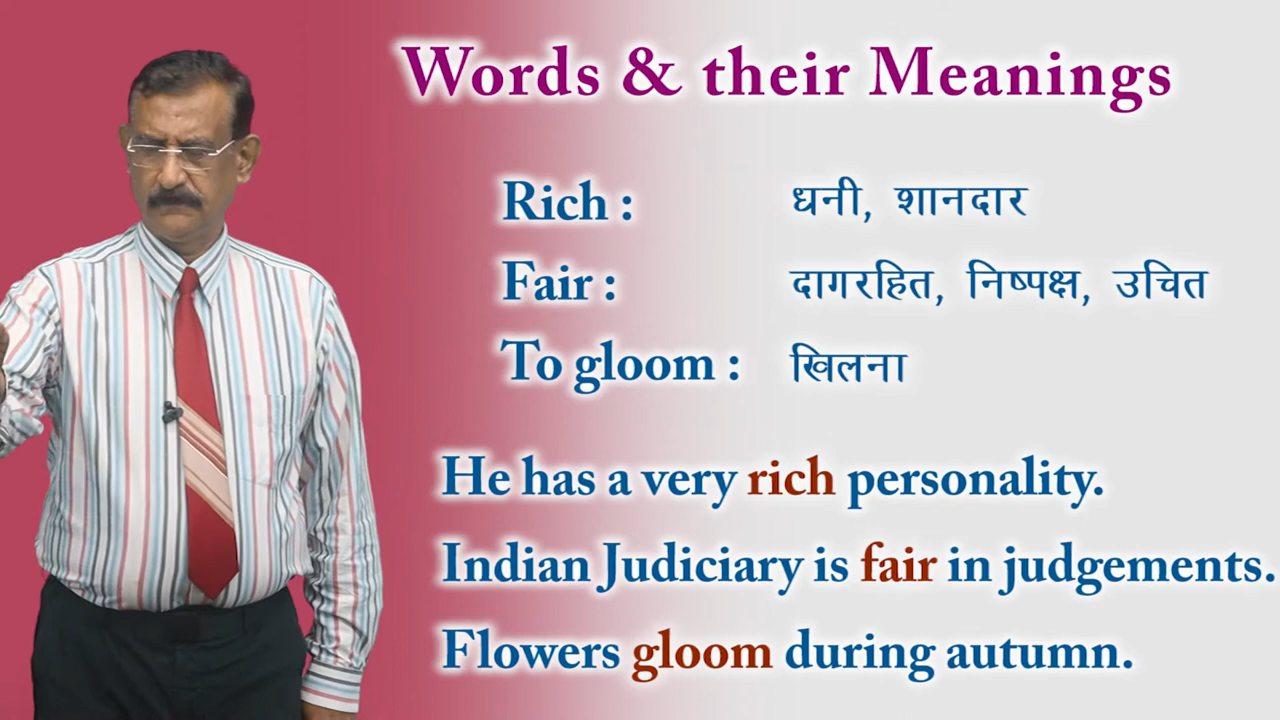 Words & their Meanings
Rich : धनी, शानदार
Fair : दागरहित, निष्पक्ष, उचित
To gloom : खिलना
He has a very rich personality.
Indian Judiciary is fair in judgements.
Flowers gloom during autumn.